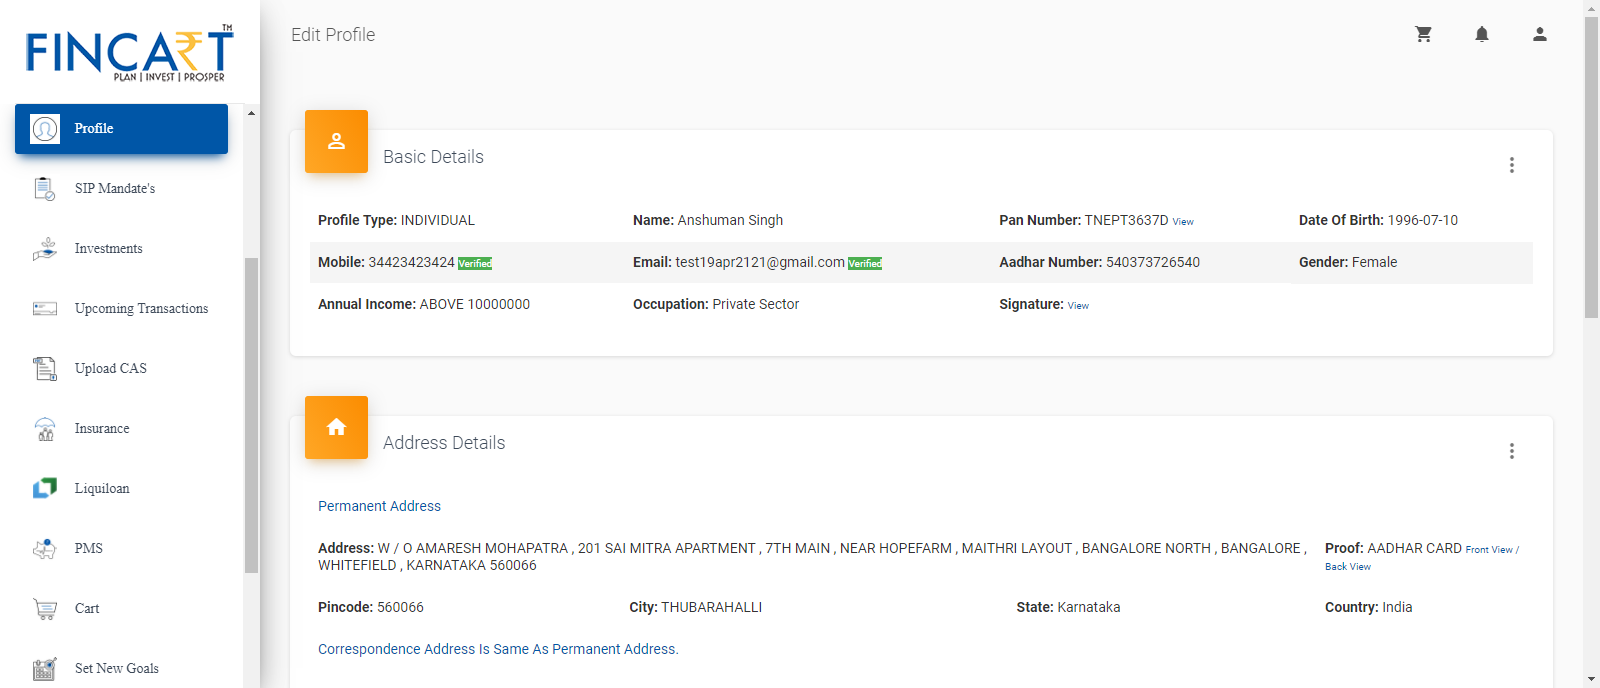 FINCART™
PLAN | INVEST | PROSPER
Profile
SIP Mandate's
Investments
Upcoming Transactions
Upload CAS
Insurance
Liquiloan
PMS
Cart
Set New Goals
Edit Profile
Basic Details
Profile Type: INDIVIDUAL Name: Anshuman Singh Pan Number: TNEPT3637D View Date Of Birth: 1996-07-10
Mobile: 34423423424 Verified Email: test19apr2121@gmail.com Verified Aadhar Number: 540373726540 Gender: Female
Annual Income: ABOVE 10000000 Occupation: Private Sector Signature: View
Address Details
Permanent Address
Address: W / O AMARESH MOHAPATRA , 201 SAI MITRA APARTMENT , 7TH MAIN , NEAR HOPEFARM , MAITHRI LAYOUT , BANGALORE NORTH , BANGALORE ,
WHITEFIELD , KARNATAKA 560066
Proof: AADHAR CARD Front View /
Back View
Pincode: 560066 City: THUBARAHALLI State: Karnataka Country: India
Correspondence Address Is Same As Permanent Address.